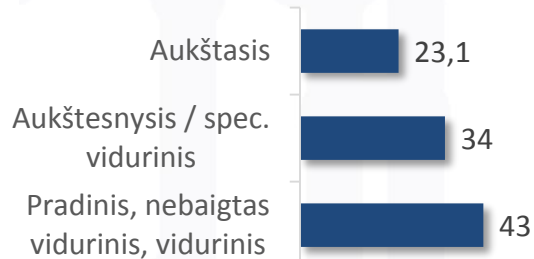 Aukštasis
23,1
Aukštesnysis / spec.
vidurinis
34
Pradinis, nebaigtas
vidurinis, vidurinis
43